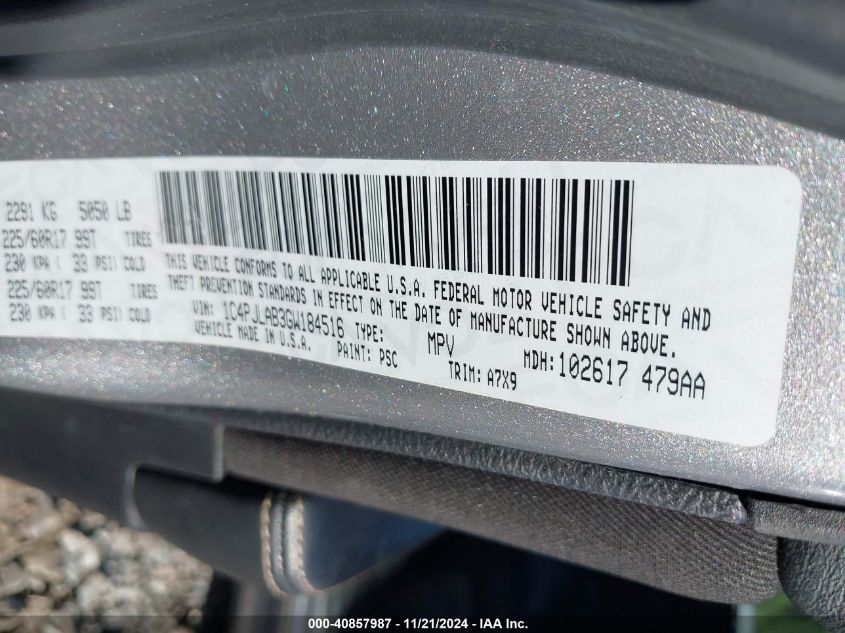 2291 KG 5050 LB
225/60R17 99T TIRES
230 KPA ( 33 PSI) COLD
225/60R17 99T TIRES
230 KPA ( 33 PSI) COLD
THIS VEHICLE CONFORMS TO ALL APPLICABLE U.S.A. FEDERAL MOTOR VEHICLE SAFETY AND
THEFT PREVENTION STANDARDS IN EFFECT ON THE DATE OF MANUFACTURE SHOWN ABOVE.
VIN: 1C4PJLAB3GW184516 TYPE: MPV MDH:102617 479AA
VEHICLE MADE IN U.S.A. PAINT: PSC TRIM: A7X9
000-40857987 - 11/21/2024 - IAA Inc.